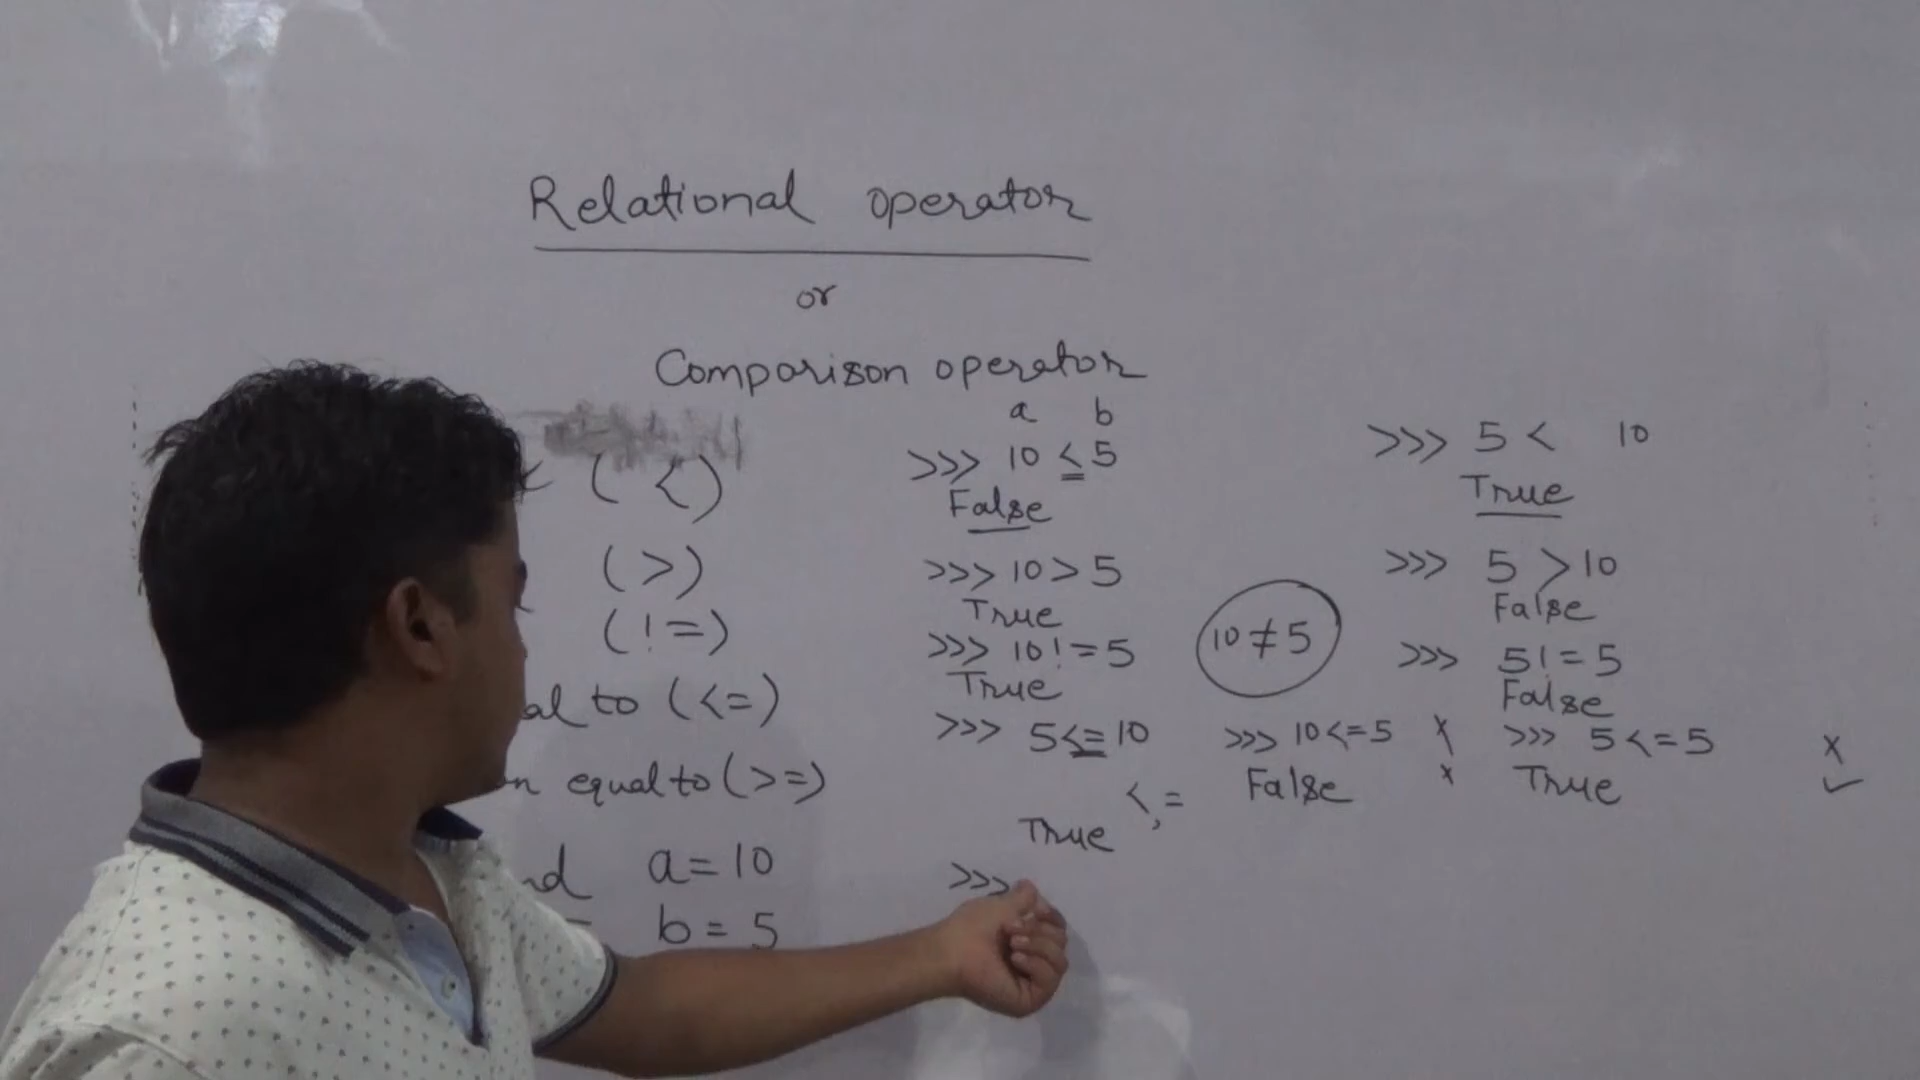 Relational operator
or
Comparison operator
a b
( < ) >>> 10 < 5 >>> 5 < 10
False True
( > ) >>> 10 > 5 >>> 5 > 10
True False
( != ) >>> 10 != 5 10 ≠ 5 >>> 5 != 5
True False
to ( <= ) >>> 5 <= 10 >>> 10 <= 5 x >>> 5 <= 5 x
<, = False x True ✓
equal to ( >= )
True
a = 10 >>>
b = 5